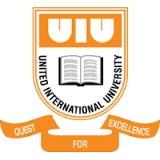 UIU
UNITED INTERNATIONAL UNIVERSITY
QUEST
FOR
EXCELLENCE